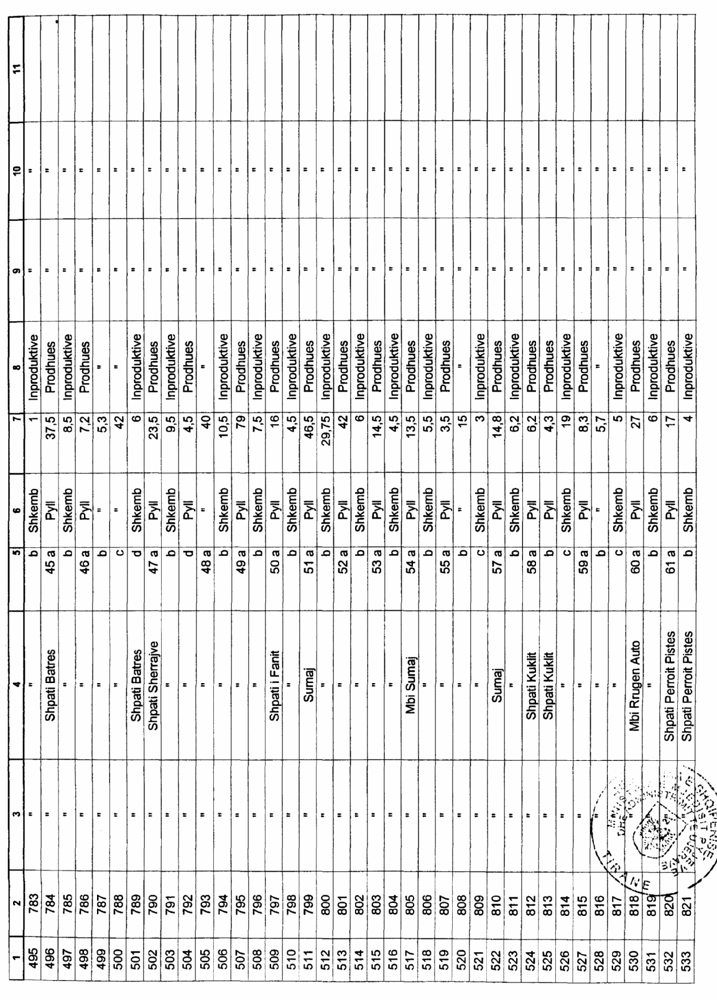 1 2 3 4 5 6 7 8 9 10 11
495 783 " " b Shkemb 1 Inproduktive " "
496 784 " Shpati Batres 45 a Pyll 37,5 Prodhues " "
497 785 " " b Shkemb 8,5 Inproduktive " "
498 786 " " 46 a Pyll 7,2 Prodhues " "
499 787 " " b " 5,3 " " "
500 788 " " c " 42 " " "
501 789 " Shpati Batres d Shkemb 6 Inproduktive " "
502 790 " Shpati Sherrajve 47 a Pyll 23,5 Prodhues " "
503 791 " " b Shkemb 9,5 Inproduktive " "
504 792 " " d Pyll 4,5 Prodhues " "
505 793 " " 48 a " 40 " " "
506 794 " " b Shkemb 10,5 Inproduktive " "
507 795 " " 49 a Pyll 79 Prodhues " "
508 796 " " b Shkemb 7,5 Inproduktive " "
509 797 " Shpati i Fanit 50 a Pyll 16 Prodhues " "
510 798 " " b Shkemb 4,5 Inproduktive " "
511 799 " Sumaj 51 a Pyll 46,5 Prodhues " "
512 800 " " b Shkemb 29,75 Inproduktive " "
513 801 " " 52 a Pyll 42 Prodhues " "
514 802 " " b Shkemb 6 Inproduktive " "
515 803 " " 53 a Pyll 14,5 Prodhues " "
516 804 " " b Shkemb 4,5 Inproduktive " "
517 805 " Mbi Sumaj 54 a Pyll 13,5 Prodhues " "
518 806 " " b Shkemb 5,5 Inproduktive " "
519 807 " " 55 a Pyll 3,5 Prodhues " "
520 808 " " b " 15 " " "
521 809 " " c Shkemb 3 Inproduktive " "
522 810 " Sumaj 57 a Pyll 14,8 Prodhues " "
523 811 " " b Shkemb 6,2 Inproduktive " "
524 812 " Shpati Kuklit 58 a Pyll 6,2 Prodhues " "
525 813 " Shpati Kuklit b Pyll 4,3 Prodhues " "
526 814 " " c Shkemb 19 Inproduktive " "
527 815 " " 59 a Pyll 8,3 Prodhues " "
528 816 " " b " 5,7 " " "
529 817 " " c Shkemb 5 Inproduktive " "
530 818 " Mbi Rrugen Auto 60 a Pyll 27 Prodhues " "
531 819 " " b Shkemb 6 Inproduktive " "
532 820 " Shpati Perroit Pistes 61 a Pyll 17 Prodhues " "
533 821 " Shpati Perroit Pistes b Shkemb 4 Inproduktive " "
TIRANE